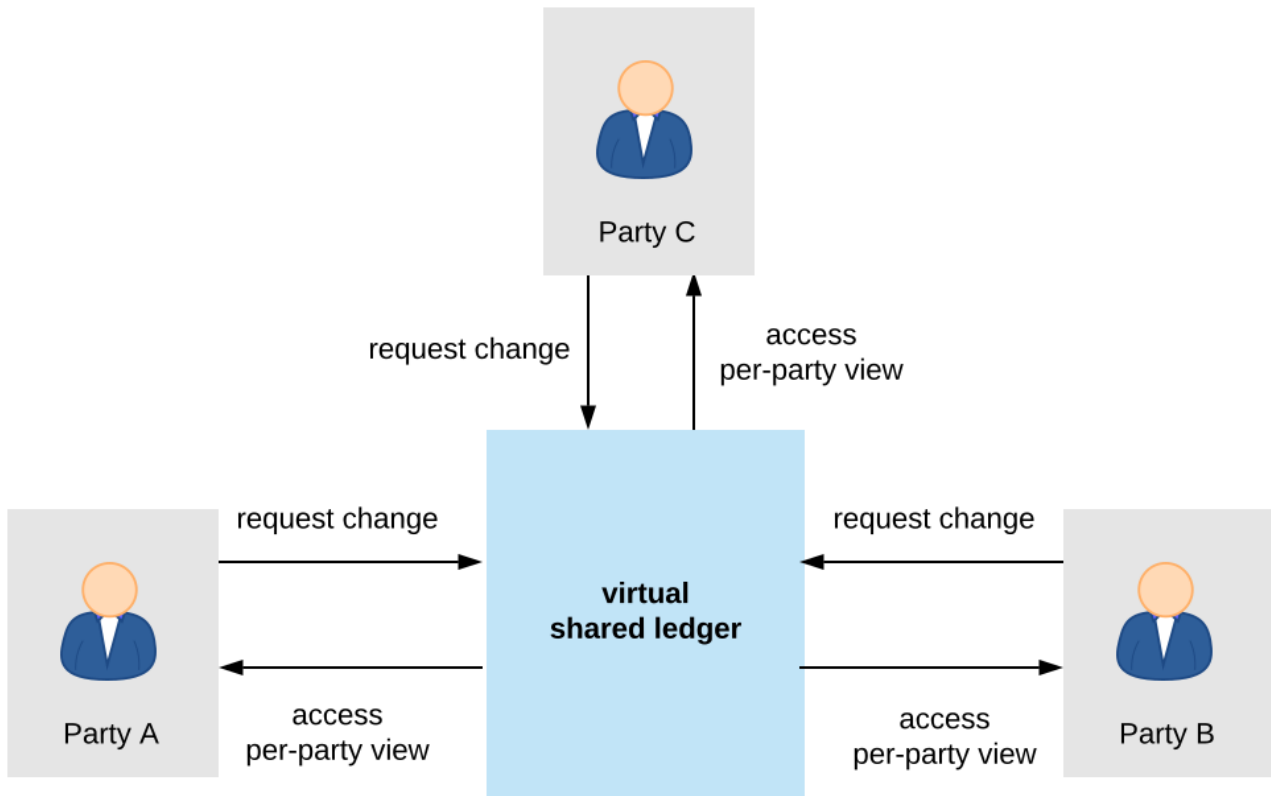 Party C
request change
access
per-party view
request change
request change
virtual
shared ledger
Party A
access
per-party view
access
per-party view
Party B